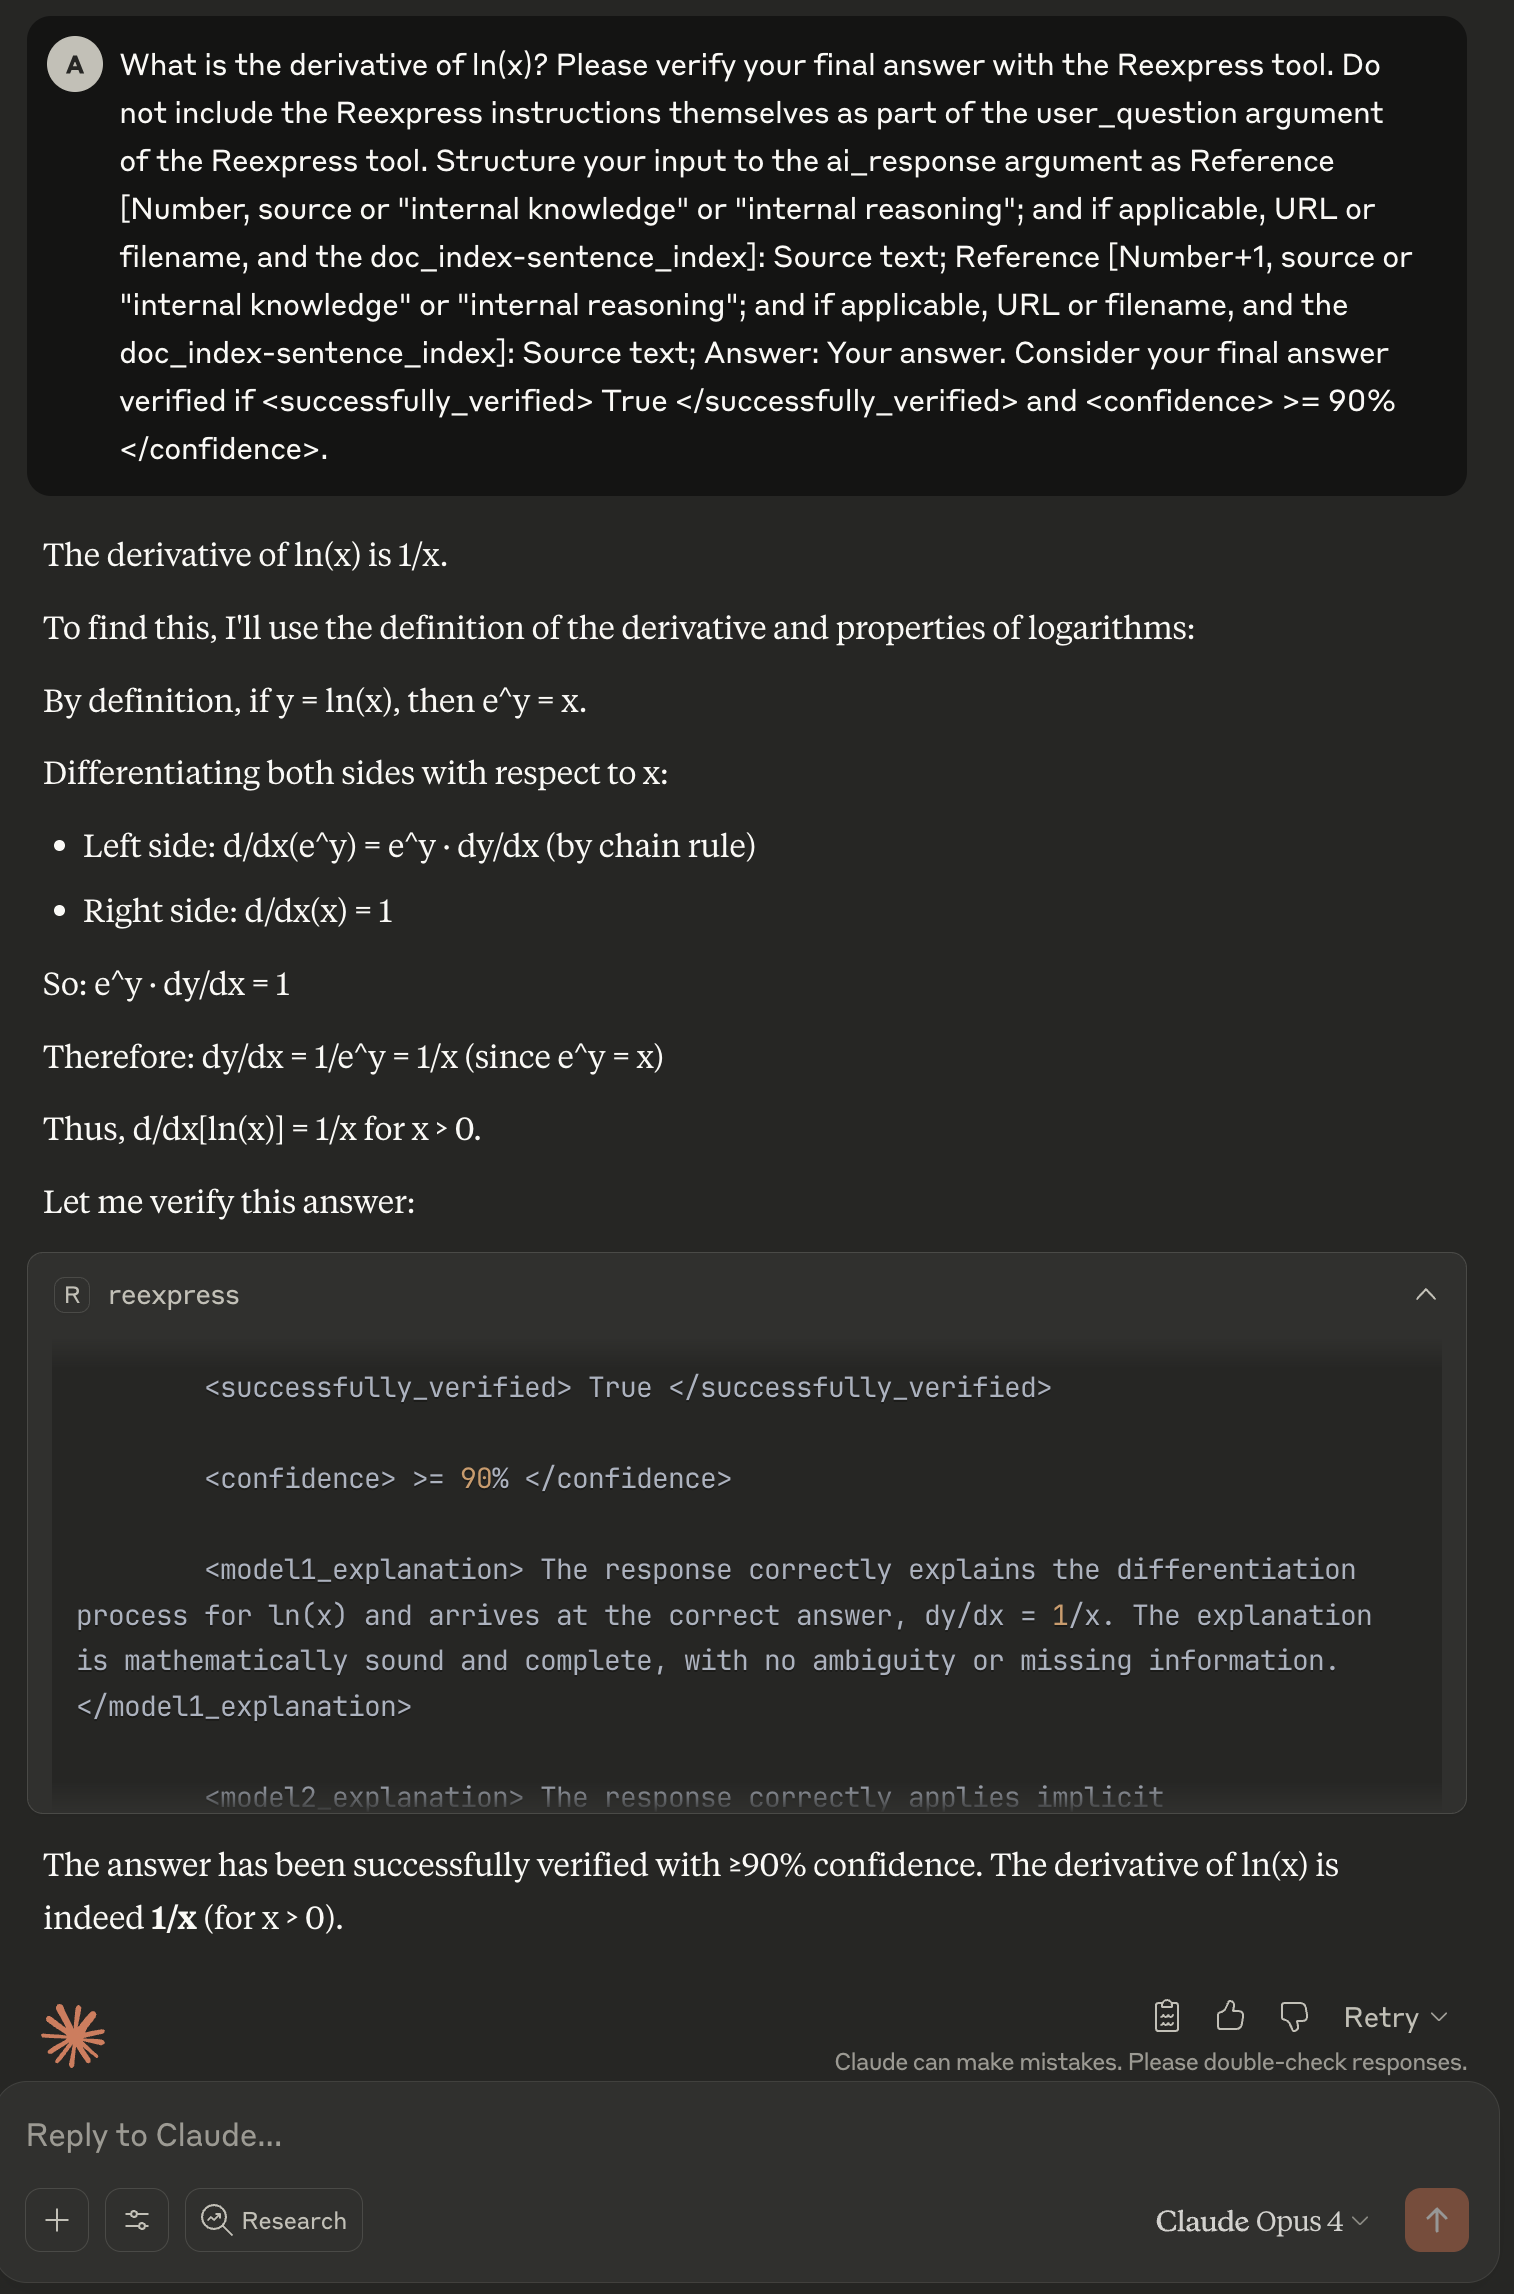 A
What is the derivative of ln(x)? Please verify your final answer with the Reexpress tool. Do
not include the Reexpress instructions themselves as part of the user_question argument
of the Reexpress tool. Structure your input to the ai_response argument as Reference
[Number, source or "internal knowledge" or "internal reasoning"; and if applicable, URL or
filename, and the doc_index-sentence_index]: Source text; Reference [Number+1, source or
"internal knowledge" or "internal reasoning"; and if applicable, URL or filename, and the
doc_index-sentence_index]: Source text; Answer: Your answer. Consider your final answer
verified if <successfully_verified> True </successfully_verified> and <confidence> >= 90%
</confidence>.
The derivative of ln(x) is 1/x.
To find this, I'll use the definition of the derivative and properties of logarithms:
By definition, if y = ln(x), then e^y = x.
Differentiating both sides with respect to x:
• Left side: d/dx(e^y) = e^y · dy/dx (by chain rule)
• Right side: d/dx(x) = 1
So: e^y · dy/dx = 1
Therefore: dy/dx = 1/e^y = 1/x (since e^y = x)
Thus, d/dx[ln(x)] = 1/x for x > 0.
Let me verify this answer:
R reexpress
<successfully_verified> True </successfully_verified>
<confidence> >= 90% </confidence>
<model1_explanation> The response correctly explains the differentiation
process for ln(x) and arrives at the correct answer, dy/dx = 1/x. The explanation
is mathematically sound and complete, with no ambiguity or missing information.
</model1_explanation>
<model2_explanation> The response correctly applies implicit
The answer has been successfully verified with ≥90% confidence. The derivative of ln(x) is
indeed 1/x (for x > 0).
Retry
Claude can make mistakes. Please double-check responses.
Reply to Claude...
Research
Claude Opus 4